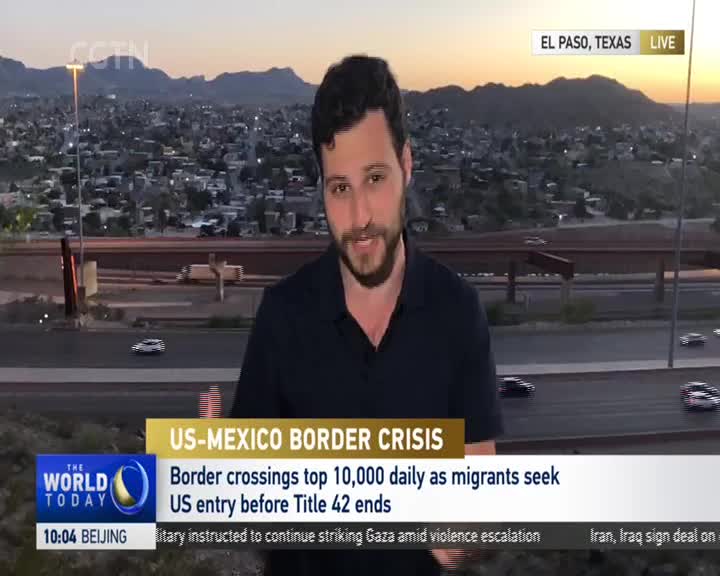 CGTN
EL PASO, TEXAS LIVE
US-MEXICO BORDER CRISIS
THE
WORLD
TODAY
Border crossings top 10,000 daily as migrants seek
US entry before Title 42 ends
10:04 BEIJING
litary instructed to continue striking Gaza amid violence escalation Iran, Iraq sign deal on